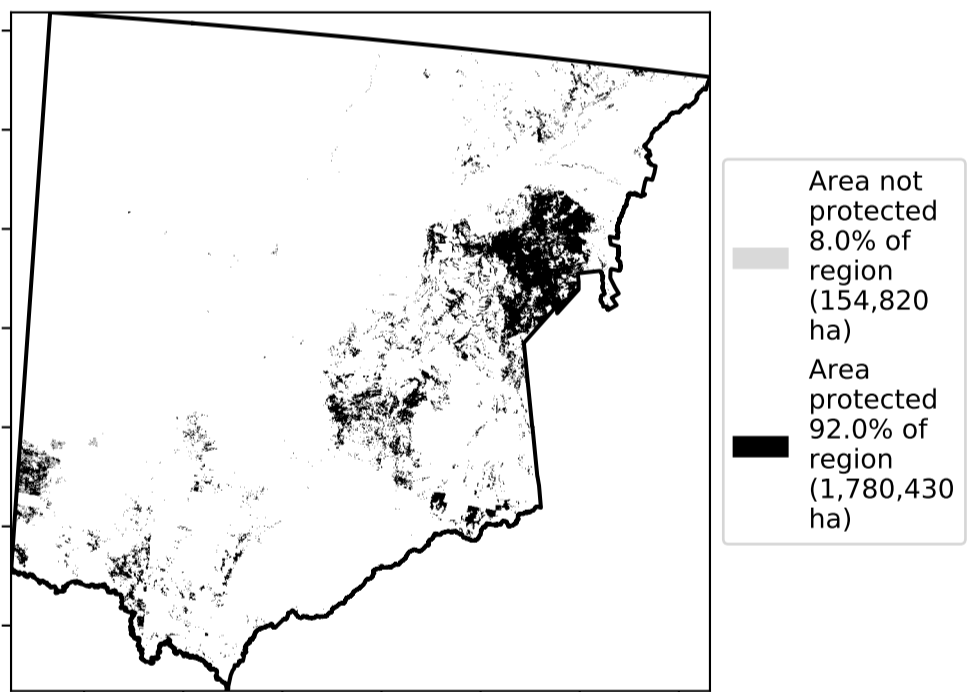 Area not
protected
8.0% of
region
(154,820
ha)
Area
protected
92.0% of
region
(1,780,430
ha)